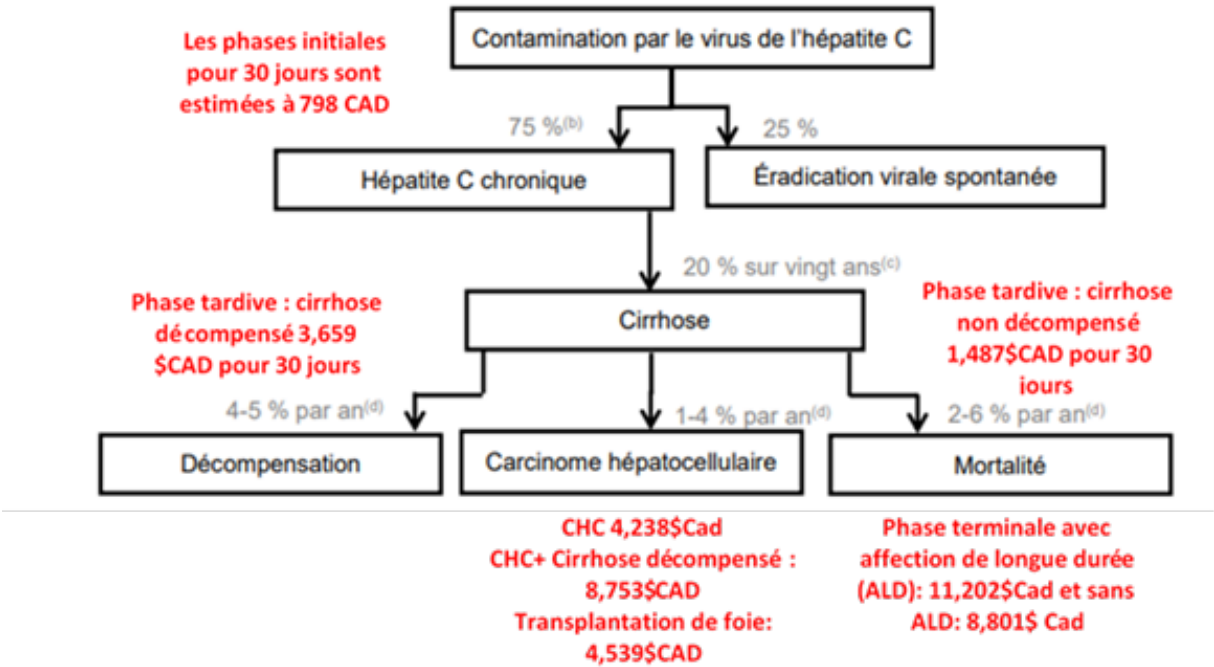 Les phases initiales
pour 30 jours sont
estimées à 798 CAD
Contamination par le virus de l'hépatite C
75 %(b)
25 %
Hépatite C chronique
Éradication virale spontanée
20 % sur vingt ans(c)
Phase tardive : cirrhose
décompensé 3,659
$CAD pour 30 jours
Cirrhose
Phase tardive : cirrhose
non décompensé
1,487$CAD pour 30
jours
4-5 % par an(d)
1-4 % par an(d)
2-6 % par an(d)
Décompensation
Carcinome hépatocellulaire
Mortalité
CHC 4,238$Cad
CHC+ Cirrhose décompensé :
8,753$CAD
Transplantation de foie:
4,539$CAD
Phase terminale avec
affection de longue durée
(ALD): 11,202$Cad et sans
ALD: 8,801$ Cad